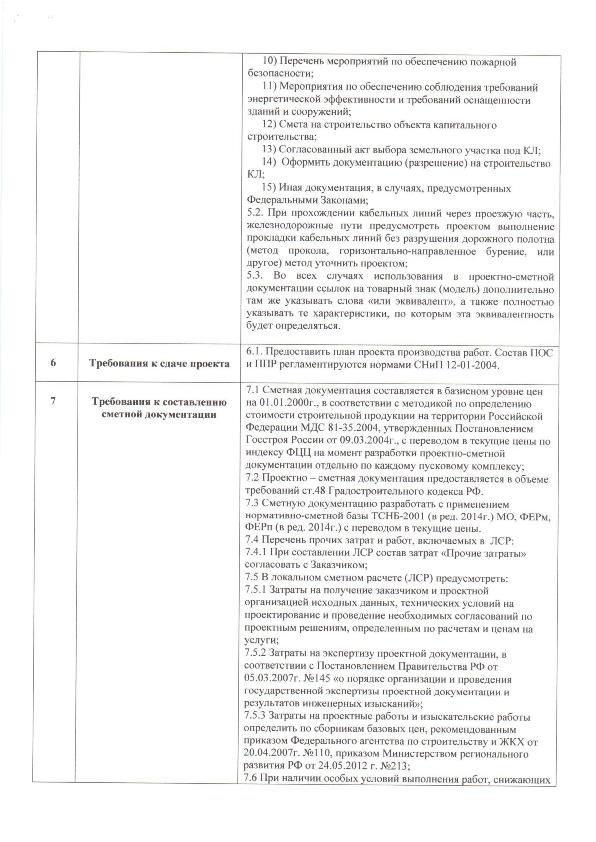 10) Перечень мероприятий по обеспечению пожарной
безопасности;
11) Мероприятия по обеспечению соблюдения требований
энергетической эффективности и требований оснащенности
зданий и сооружений;
12) Смета на строительство объекта капитального
строительства;
13) Согласованный акт выбора земельного участка под КЛ;
14) Оформить документацию (разрешение) на строительство
КЛ;
15) Иная документация, в случаях, предусмотренных
Федеральными Законами;
5.2. При прохождении кабельных линий через проезжую часть,
железнодорожные пути предусмотреть проектом выполнение
прокладки кабельных линий без разрушения дорожного полотна
(метод прокола, горизонтально-направленное бурение, или
другое) метод уточнить проектом;
5.3. Во всех случаях использования в проектно-сметной
документации ссылок на товарный знак (модель) дополнительно
там же указывать слова «или эквивалент», а также полностью
указывать те характеристики, по которым эта эквивалентность
будет определяться.
6 Требования к сдаче проекта
6.1. Предоставить план проекта производства работ. Состав ПОС
и ППР регламентируются нормами СНиП 12-01-2004.
7 Требования к составлению
сметной документации
7.1 Сметная документация составляется в базисном уровне цен
на 01.01.2000г., в соответствии с методикой по определению
стоимости строительной продукции на территории Российской
Федерации МДС 81-35.2004, утвержденных Постановлением
Госстроя России от 09.03.2004г., с переводом в текущие цены по
индексу ФЦЦ на момент разработки проектно-сметной
документации отдельно по каждому пусковому комплексу;
7.2 Проектно – сметная документация предоставляется в объеме
требований ст.48 Градостроительного кодекса РФ.
7.3 Сметную документацию разработать с применением
нормативно-сметной базы ТСНБ-2001 (в ред. 2014г.) МО, ФЕРм,
ФЕРп (в ред. 2014г.) с переводом в текущие цены.
7.4 Перечень прочих затрат и работ, включаемых в ЛСР:
7.4.1 При составлении ЛСР состав затрат «Прочие затраты»
согласовать с Заказчиком;
7.5 В локальном сметном расчете (ЛСР) предусмотреть:
7.5.1 Затраты на получение заказчиком и проектной
организацией исходных данных, технических условий на
проектирование и проведение необходимых согласований по
проектным решениям, определенным по расчетам и ценам на
услуги;
7.5.2 Затраты на экспертизу проектной документации, в
соответствии с Постановлением Правительства РФ от
05.03.2007г. №145 «о порядке организации и проведения
государственной экспертизы проектной документации и
результатов инженерных изысканий»;
7.5.3 Затраты на проектные работы и изыскательские работы
определить по сборникам базовых цен, рекомендованным
приказом Федерального агентства по строительству и ЖКХ от
20.04.2007г. №110, приказом Министерством регионального
развития РФ от 24.05.2012 г. №213;
7.6 При наличии особых условий выполнения работ, снижающих